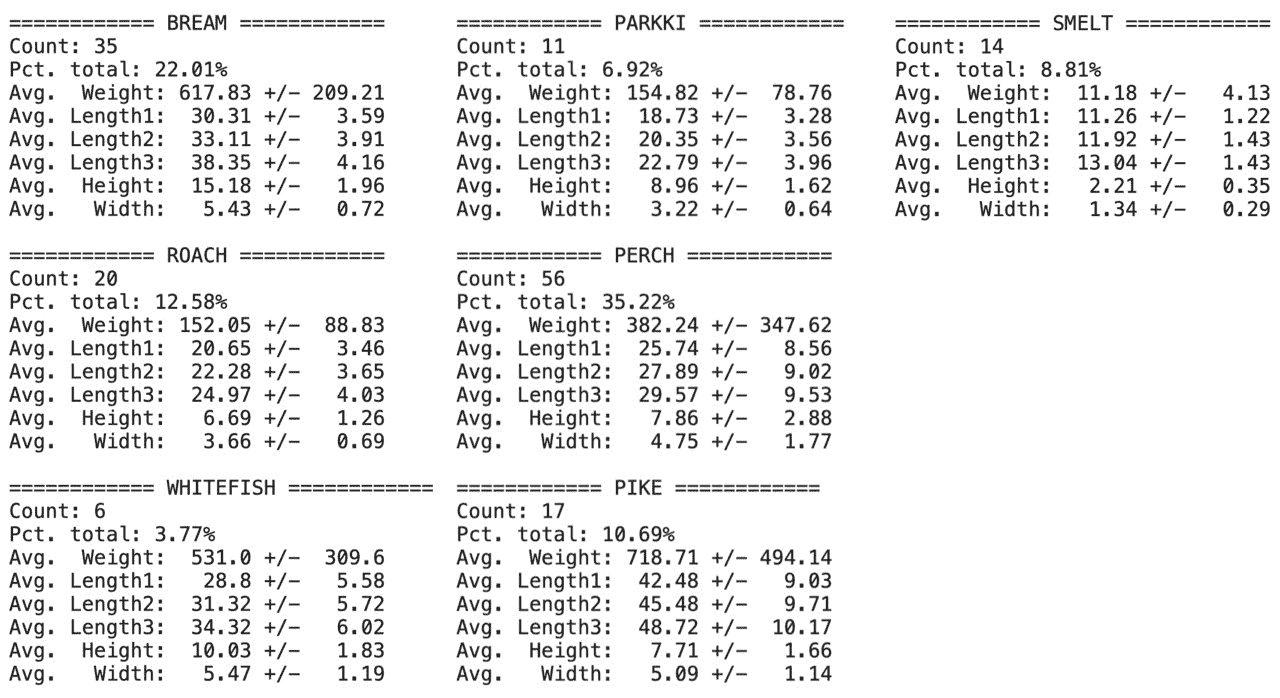 ============ BREAM ============
Count: 35
Pct. total: 22.01%
Avg.  Weight: 617.83 +/- 209.21
Avg. Length1:  30.31 +/-   3.59
Avg. Length2:  33.11 +/-   3.91
Avg. Length3:  38.35 +/-   4.16
Avg.  Height:  15.18 +/-   1.96
Avg.   Width:   5.43 +/-   0.72
============ ROACH ============
Count: 20
Pct. total: 12.58%
Avg.  Weight: 152.05 +/-  88.83
Avg. Length1:  20.65 +/-   3.46
Avg. Length2:  22.28 +/-   3.65
Avg. Length3:  24.97 +/-   4.03
Avg.  Height:   6.69 +/-   1.26
Avg.   Width:   3.66 +/-   0.69
============ WHITEFISH ============
Count: 6
Pct. total: 3.77%
Avg.  Weight:  531.0 +/-  309.6
Avg. Length1:   28.8 +/-   5.58
Avg. Length2:  31.32 +/-   5.72
Avg. Length3:  34.32 +/-   6.02
Avg.  Height:  10.03 +/-   1.83
Avg.   Width:   5.47 +/-   1.19
============ PARKKI ============
Count: 11
Pct. total: 6.92%
Avg.  Weight: 154.82 +/-  78.76
Avg. Length1:  18.73 +/-   3.28
Avg. Length2:  20.35 +/-   3.56
Avg. Length3:  22.79 +/-   3.96
Avg.  Height:   8.96 +/-   1.62
Avg.   Width:   3.22 +/-   0.64
============ PERCH ============
Count: 56
Pct. total: 35.22%
Avg.  Weight: 382.24 +/- 347.62
Avg. Length1:  25.74 +/-   8.56
Avg. Length2:  27.89 +/-   9.02
Avg. Length3:  29.57 +/-   9.53
Avg.  Height:   7.86 +/-   2.88
Avg.   Width:   4.75 +/-   1.77
============ PIKE ============
Count: 17
Pct. total: 10.69%
Avg.  Weight: 718.71 +/- 494.14
Avg. Length1:  42.48 +/-   9.03
Avg. Length2:  45.48 +/-   9.71
Avg. Length3:  48.72 +/-  10.17
Avg.  Height:   7.71 +/-   1.66
Avg.   Width:   5.09 +/-   1.14
============ SMELT ============
Count: 14
Pct. total: 8.81%
Avg.  Weight:  11.18 +/-   4.13
Avg. Length1:  11.26 +/-   1.22
Avg. Length2:  11.92 +/-   1.43
Avg. Length3:  13.04 +/-   1.43
Avg.  Height:   2.21 +/-   0.35
Avg.   Width:   1.34 +/-   0.29